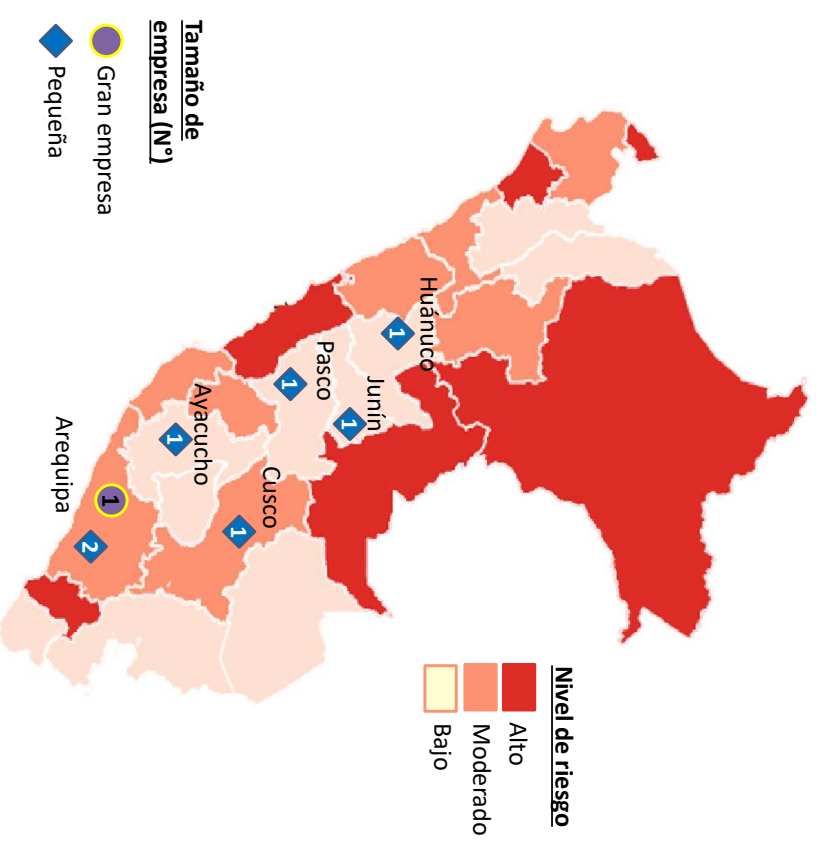 Nivel de riesgo
Alto
Moderado
Bajo
Huánuco
1
Junín
1
Pasco
1
Cusco
1
Ayacucho
1
Arequipa
1
2
Tamaño de
empresa (N°)
Gran empresa
Pequeña